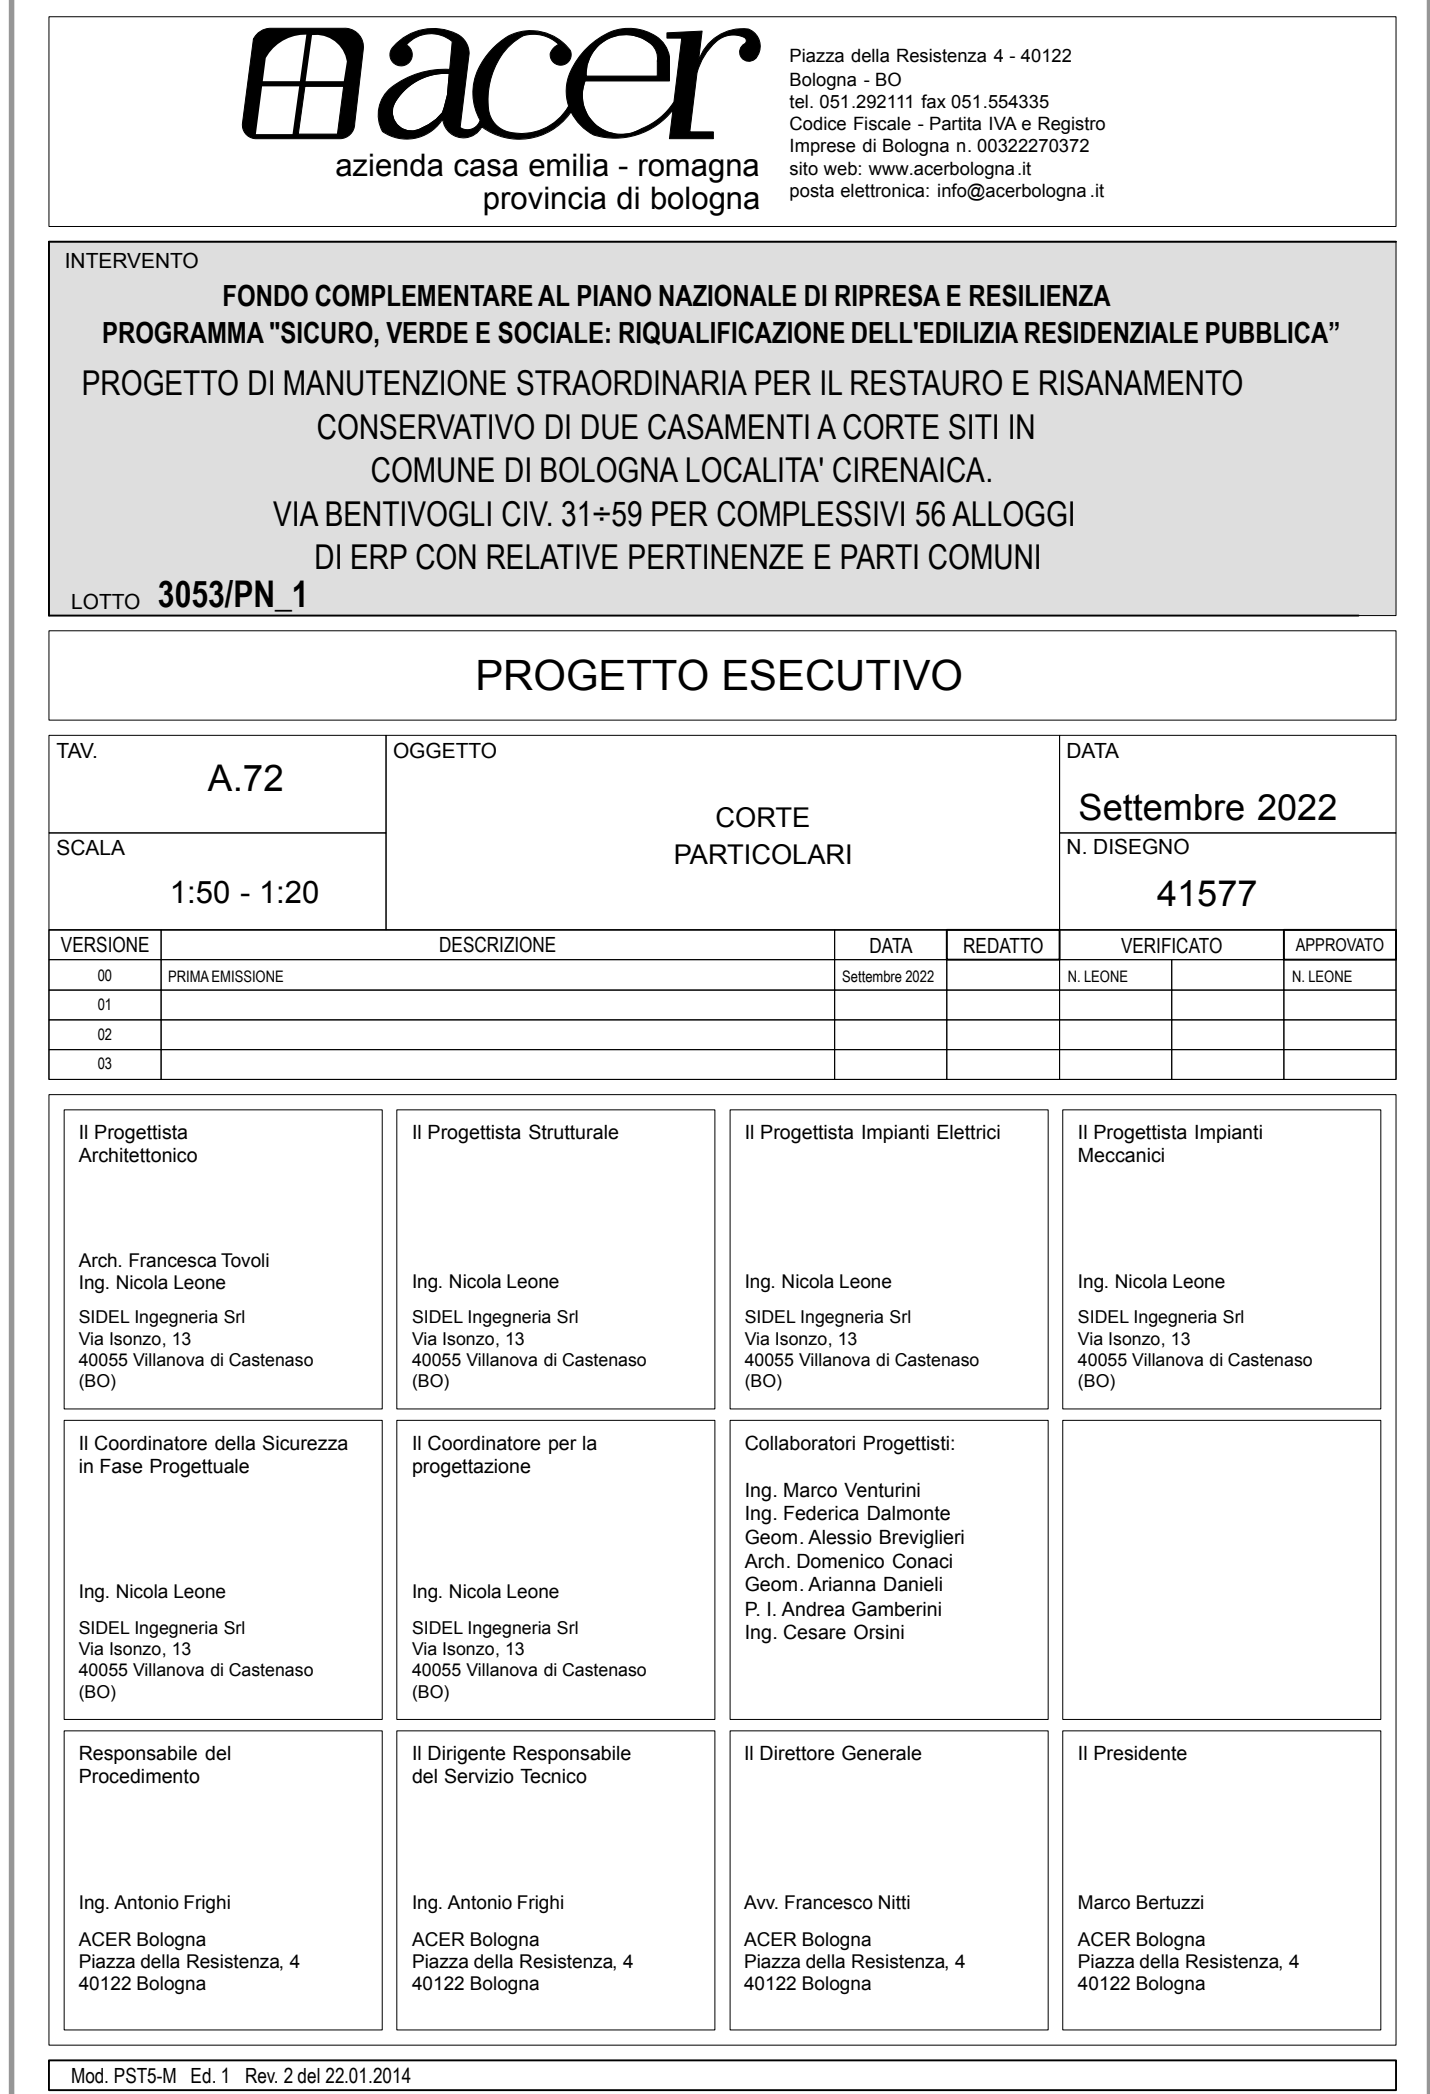 acer
azienda casa emilia - romagna
provincia di bologna
Piazza della Resistenza 4 - 40122
Bologna - BO
tel. 051.292111 fax 051.554335
Codice Fiscale - Partita IVA e Registro
Imprese di Bologna n. 00322270372
sito web: www.acerbologna.it
posta elettronica: info@acerbologna.it
INTERVENTO
FONDO COMPLEMENTARE AL PIANO NAZIONALE DI RIPRESA E RESILIENZA
PROGRAMMA "SICURO, VERDE E SOCIALE: RIQUALIFICAZIONE DELL'EDILIZIA RESIDENZIALE PUBBLICA”
PROGETTO DI MANUTENZIONE STRAORDINARIA PER IL RESTAURO E RISANAMENTO
CONSERVATIVO DI DUE CASAMENTI A CORTE SITI IN
COMUNE DI BOLOGNA LOCALITA' CIRENAICA.
VIA BENTIVOGLI CIV. 31÷59 PER COMPLESSIVI 56 ALLOGGI
DI ERP CON RELATIVE PERTINENZE E PARTI COMUNI
LOTTO 3053/PN_1
PROGETTO ESECUTIVO
TAV.
A.72
SCALA
1:50 - 1:20
OGGETTO
CORTE
PARTICOLARI
DATA
Settembre 2022
N. DISEGNO
41577
VERSIONE DESCRIZIONE DATA REDATTO VERIFICATO APPROVATO
00 PRIMA EMISSIONE Settembre 2022 N. LEONE N. LEONE
01
02
03
Il Progettista
Architettonico
Arch. Francesca Tovoli
Ing. Nicola Leone
SIDEL Ingegneria Srl
Via Isonzo, 13
40055 Villanova di Castenaso
(BO)
Il Progettista Strutturale
Ing. Nicola Leone
SIDEL Ingegneria Srl
Via Isonzo, 13
40055 Villanova di Castenaso
(BO)
Il Progettista Impianti Elettrici
Ing. Nicola Leone
SIDEL Ingegneria Srl
Via Isonzo, 13
40055 Villanova di Castenaso
(BO)
Il Progettista Impianti
Meccanici
Ing. Nicola Leone
SIDEL Ingegneria Srl
Via Isonzo, 13
40055 Villanova di Castenaso
(BO)
Il Coordinatore della Sicurezza
in Fase Progettuale
Ing. Nicola Leone
SIDEL Ingegneria Srl
Via Isonzo, 13
40055 Villanova di Castenaso
(BO)
Il Coordinatore per la
progettazione
Ing. Nicola Leone
SIDEL Ingegneria Srl
Via Isonzo, 13
40055 Villanova di Castenaso
(BO)
Collaboratori Progettisti:
Ing. Marco Venturini
Ing. Federica Dalmonte
Geom. Alessio Breviglieri
Arch. Domenico Conaci
Geom. Arianna Danieli
P. I. Andrea Gamberini
Ing. Cesare Orsini
Responsabile del
Procedimento
Ing. Antonio Frighi
ACER Bologna
Piazza della Resistenza, 4
40122 Bologna
Il Dirigente Responsabile
del Servizio Tecnico
Ing. Antonio Frighi
ACER Bologna
Piazza della Resistenza, 4
40122 Bologna
Il Direttore Generale
Avv. Francesco Nitti
ACER Bologna
Piazza della Resistenza, 4
40122 Bologna
Il Presidente
Marco Bertuzzi
ACER Bologna
Piazza della Resistenza, 4
40122 Bologna
Mod. PST5-M Ed. 1 Rev. 2 del 22.01.2014